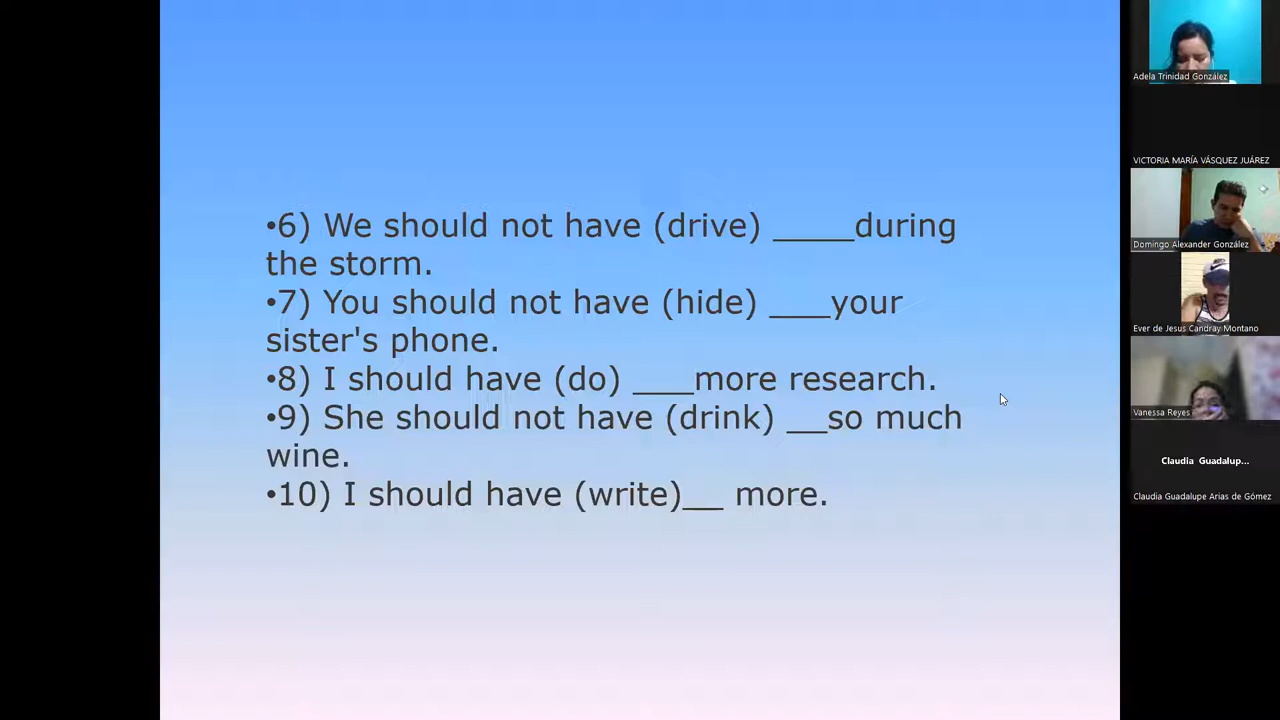 •6) We should not have (drive) ____during
the storm.
•7) You should not have (hide) ___your
sister's phone.
•8) I should have (do) ___more research.
•9) She should not have (drink) __so much
wine.
•10) I should have (write)__ more.
Adela Trinidad González
VICTORIA MARÍA VÁSQUEZ JUÁREZ
Domingo Alexander González
Ever de Jesus Candray Montano
Vanessa Reyes
Claudia Guadalup...
Claudia Guadalupe Arias de Gómez